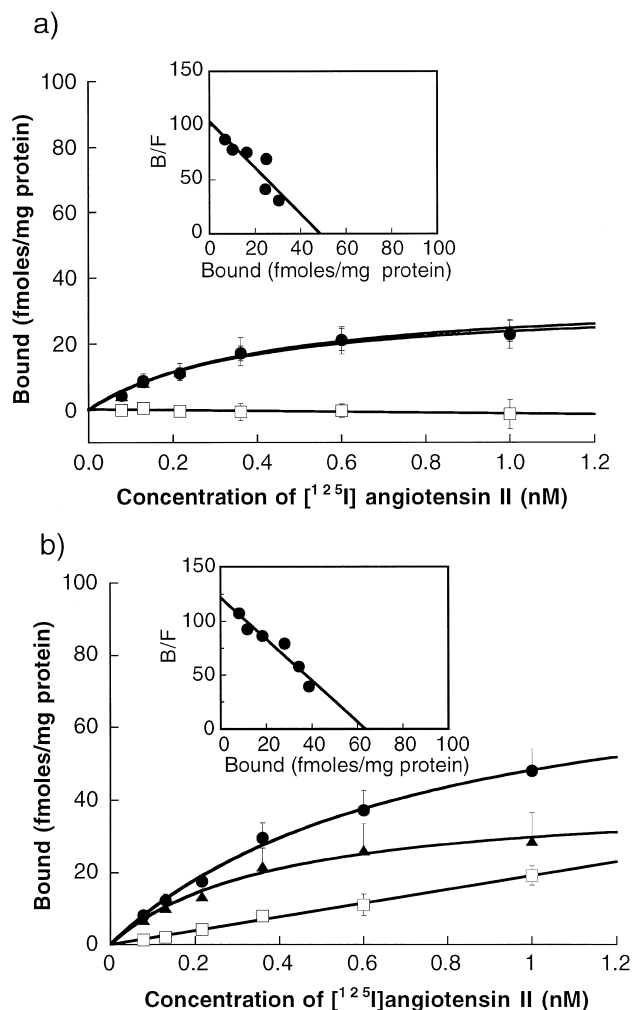 a)
150
100
50
0
B/F
0 20 40 60 80 100
Bound (fmoles/mg protein)
100
80
60
40
20
0
Bound (fmoles/mg protein)
0.0 0.2 0.4 0.6 0.8 1.0 1.2
Concentration of [¹²⁵I] angiotensin II (nM)
b)
150
100
50
0
B/F
0 20 40 60 80 100
Bound (fmoles/mg protein)
100
80
60
40
20
0
Bound (fmoles/mg protein)
0 0.2 0.4 0.6 0.8 1.0 1.2
Concentration of [¹²⁵I]angiotensin II (nM)